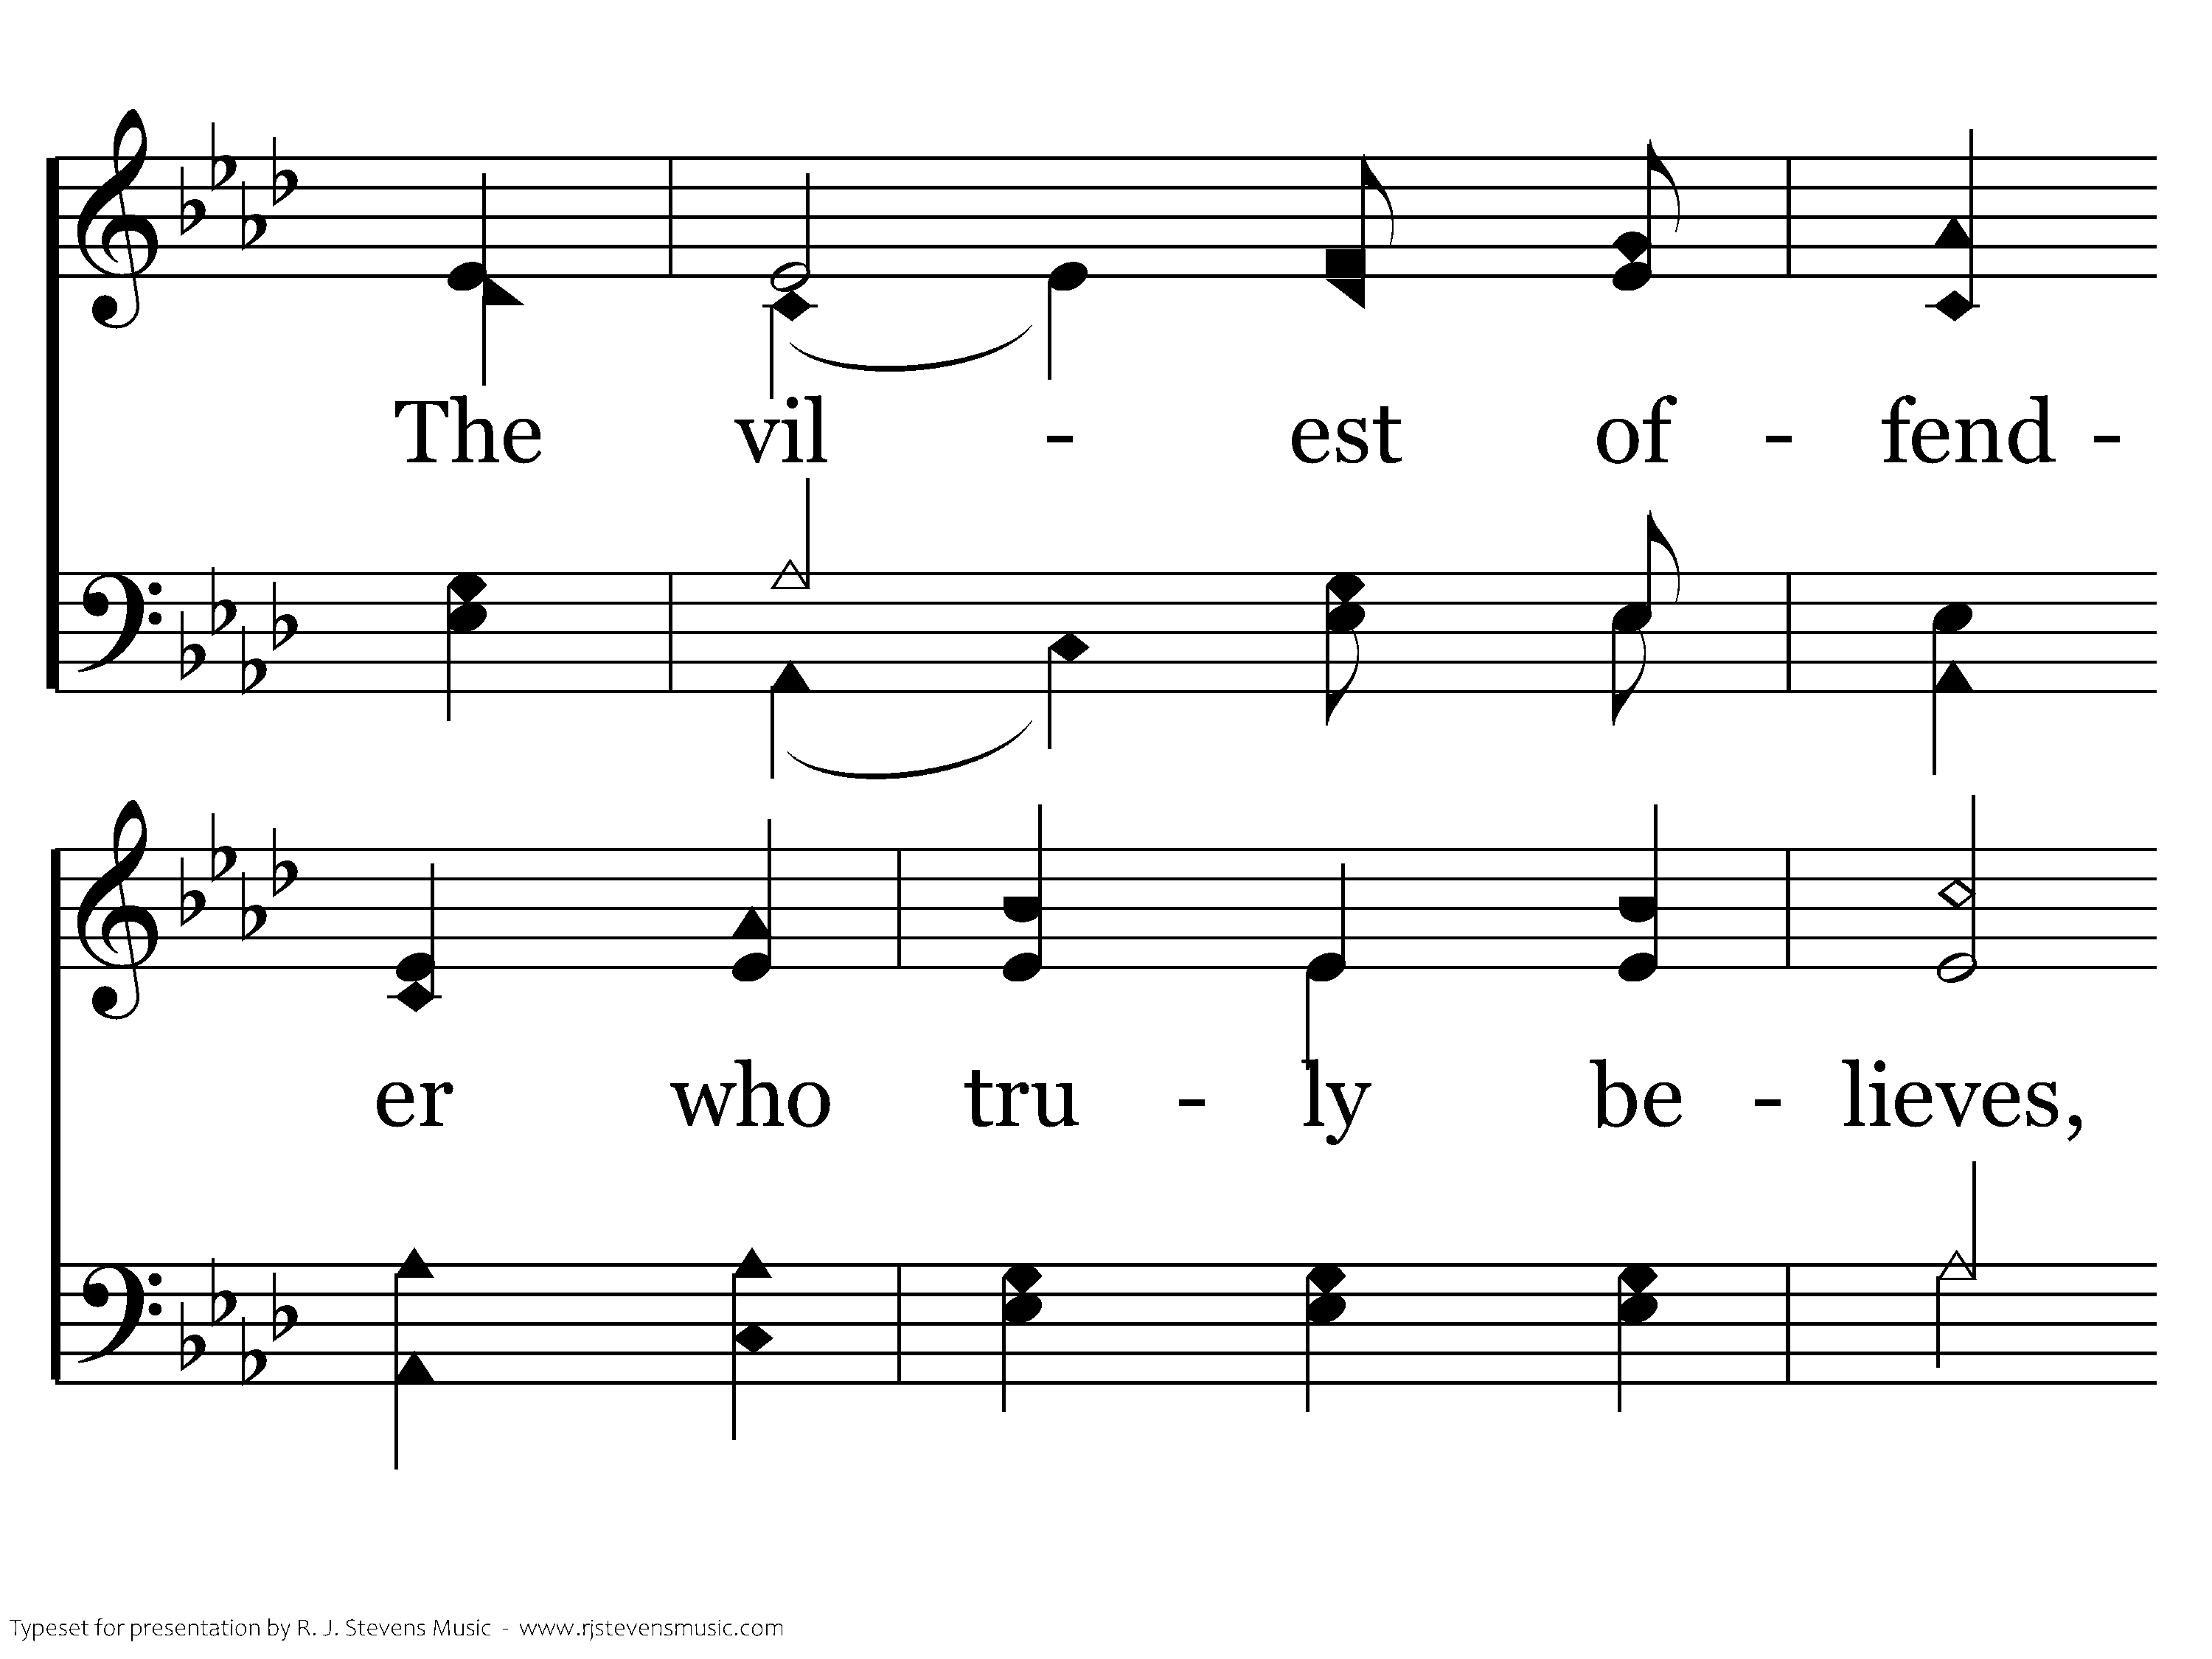 The vil - est of - fend -
er who tru - ly be - lieves,
Typeset for presentation by R. J. Stevens Music - www.rjstevensmusic.com